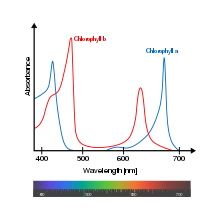 Chlorophyll b
Chlorophyll a
Absorbance
400 500 600 700
Wavelength [nm]